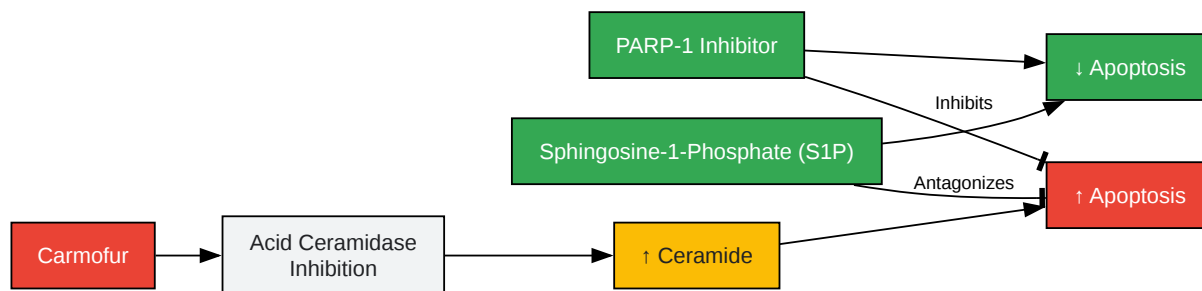 PARP-1 Inhibitor
↓ Apoptosis
Inhibits
Sphingosine-1-Phosphate (S1P)
Antagonizes
↑ Apoptosis
Carmofur
Acid Ceramidase
Inhibition
↑ Ceramide